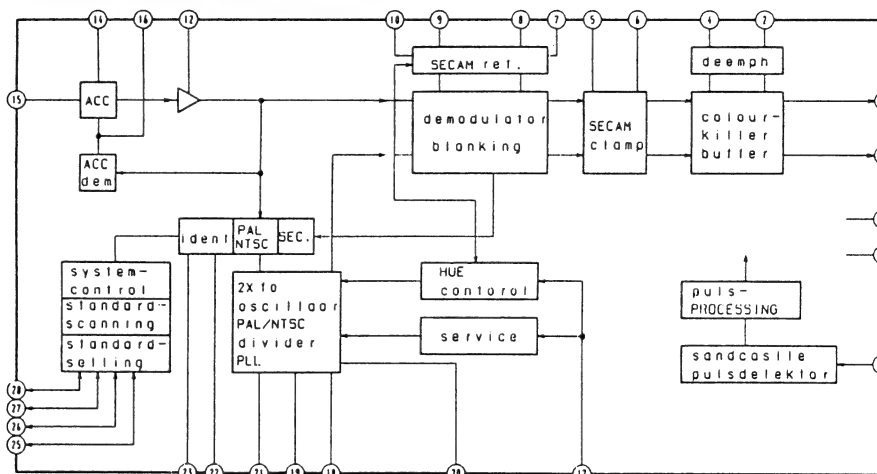 14 16 12 10 9 8 7 5 6 4 2
SECAM ref.
deemph
15
ACC
demodulator
blanking
SECAM
clamp
colour-
killer
buffer
ACC
dem
ident
PAL
NTSC
SEC.
system-
control
standard-
scanning
standard-
selling
2X fo
oscillaor
PAL/NTSC
divider
PLL
HUE
contorol
service
puls-
PROCESSING
sandcaslle
pulsdelektor
28
27
26
25
23 22 21 19 18 20 17